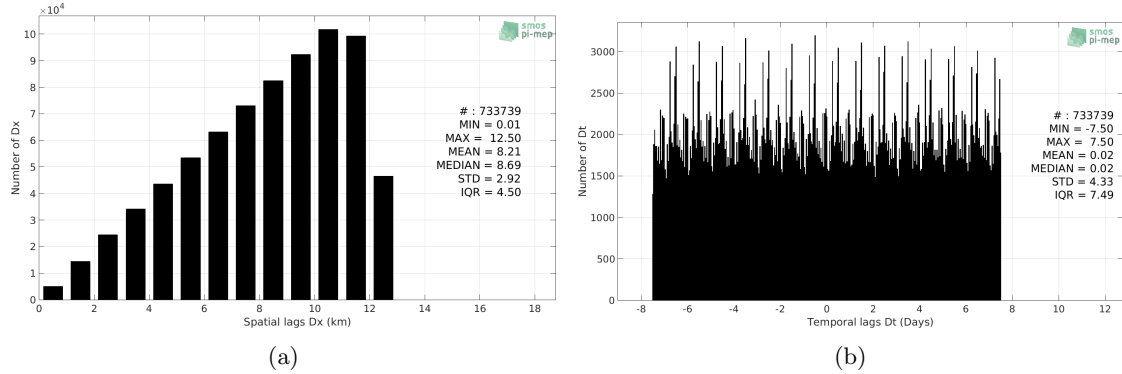 ×10⁴
10
9
8
7
6
5
4
3
2
1
0
Number of Dx
0 2 4 6 8 10 12 14 16 18
Spatial lags Dx (km)
smos
pi-mep
# : 733739
MIN = 0.01
MAX = 12.50
MEAN = 8.21
MEDIAN = 8.69
STD = 2.92
IQR = 4.50
(a)
3000
2500
2000
1500
1000
500
0
Number of Dt
-8 -6 -4 -2 0 2 4 6 8 10 12
Temporal lags Dt (Days)
smos
pi-mep
# : 733739
MIN = -7.50
MAX = 7.50
MEAN = 0.02
MEDIAN = 0.02
STD = 4.33
IQR = 7.49
(b)